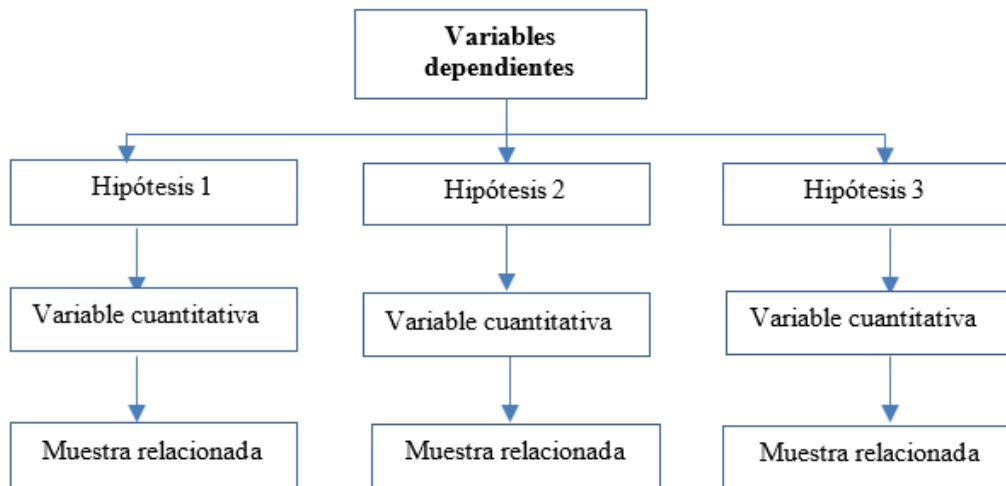 Variables
dependientes
Hipótesis 1
Hipótesis 2
Hipótesis 3
Variable cuantitativa
Variable cuantitativa
Variable cuantitativa
Muestra relacionada
Muestra relacionada
Muestra relacionada